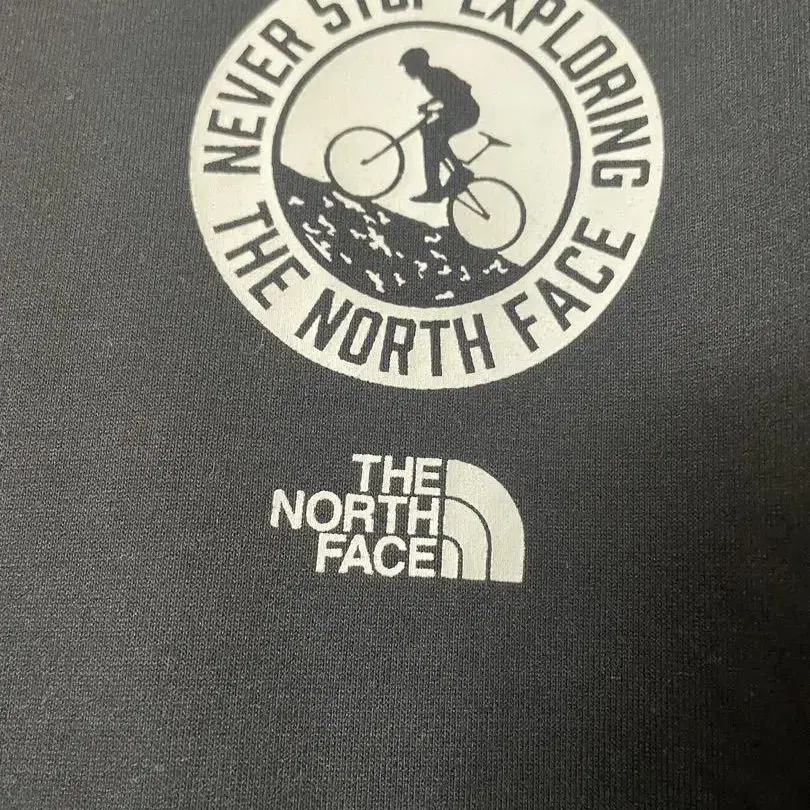 NEVER STOP EXPLORING
THE NORTH FACE
THE
NORTH
FACE